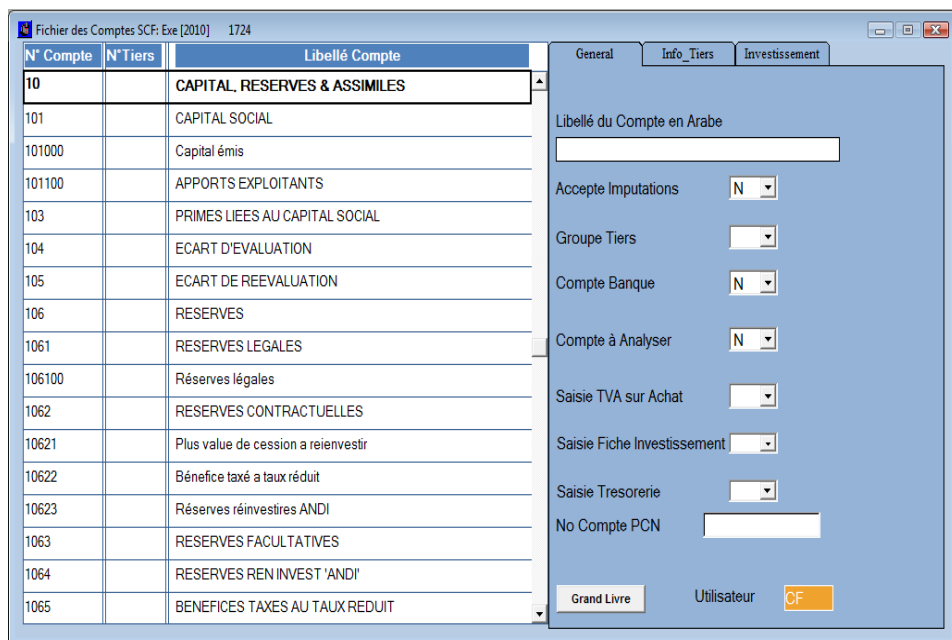 Fichier des Comptes SCF: Exe [2010] 1724
N° Compte N°Tiers Libellé Compte
10 CAPITAL, RESERVES & ASSIMILES
101 CAPITAL SOCIAL
101000 Capital émis
101100 APPORTS EXPLOITANTS
103 PRIMES LIEES AU CAPITAL SOCIAL
104 ECART D'EVALUATION
105 ECART DE REEVALUATION
106 RESERVES
1061 RESERVES LEGALES
106100 Réserves légales
1062 RESERVES CONTRACTUELLES
10621 Plus value de cession a reienvestir
10622 Bénefice taxé a taux réduit
10623 Réserves réinvestires ANDI
1063 RESERVES FACULTATIVES
1064 RESERVES REN INVEST 'ANDI'
1065 BENEFICES TAXES AU TAUX REDUIT
General Info_Tiers Investissement
Libellé du Compte en Arabe
Accepte Imputations N
Groupe Tiers
Compte Banque N
Compte à Analyser N
Saisie TVA sur Achat
Saisie Fiche Investissement
Saisie Tresorerie
No Compte PCN
Grand Livre Utilisateur CF